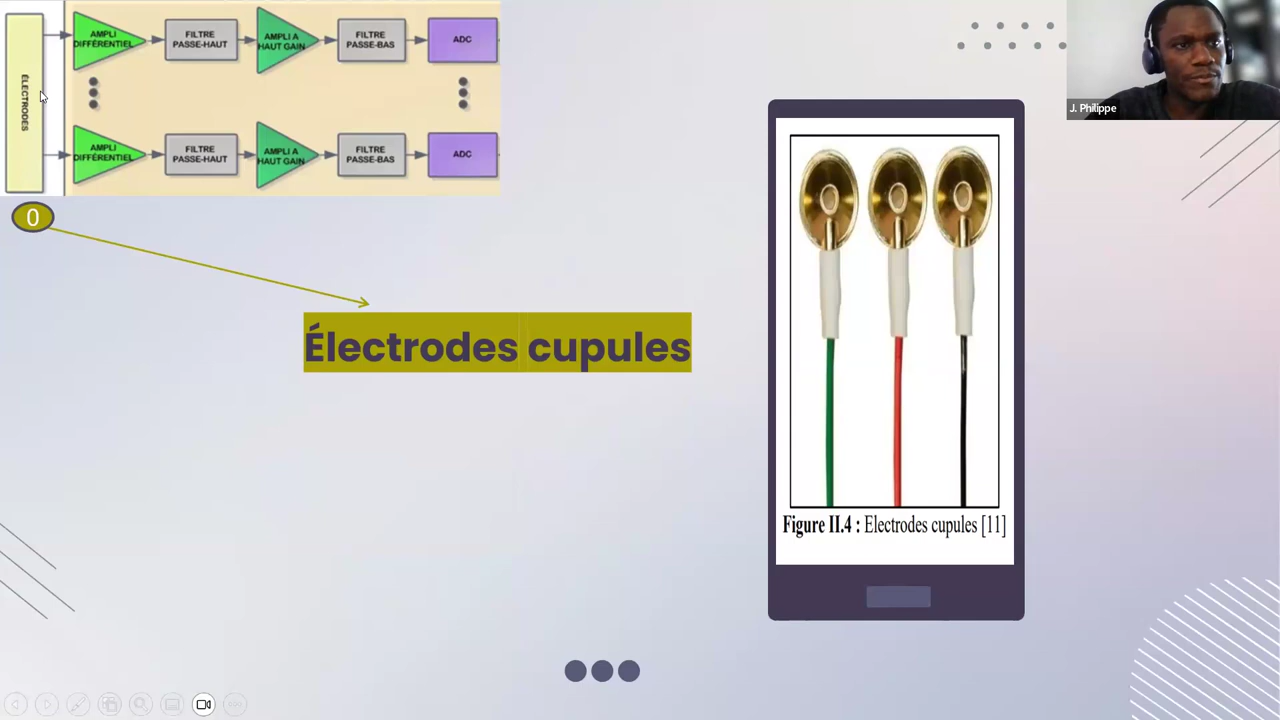 ÉLECTRODES
AMPLI
DIFFÉRENTIEL
FILTRE
PASSE-HAUT
AMPLI A
HAUT GAIN
FILTRE
PASSE-BAS
ADC
AMPLI
DIFFÉRENTIEL
FILTRE
PASSE-HAUT
AMPLI A
HAUT GAIN
FILTRE
PASSE-BAS
ADC
0
Électrodes cupules
Figure II.4 : Electrodes cupules [11]
J. Philippe